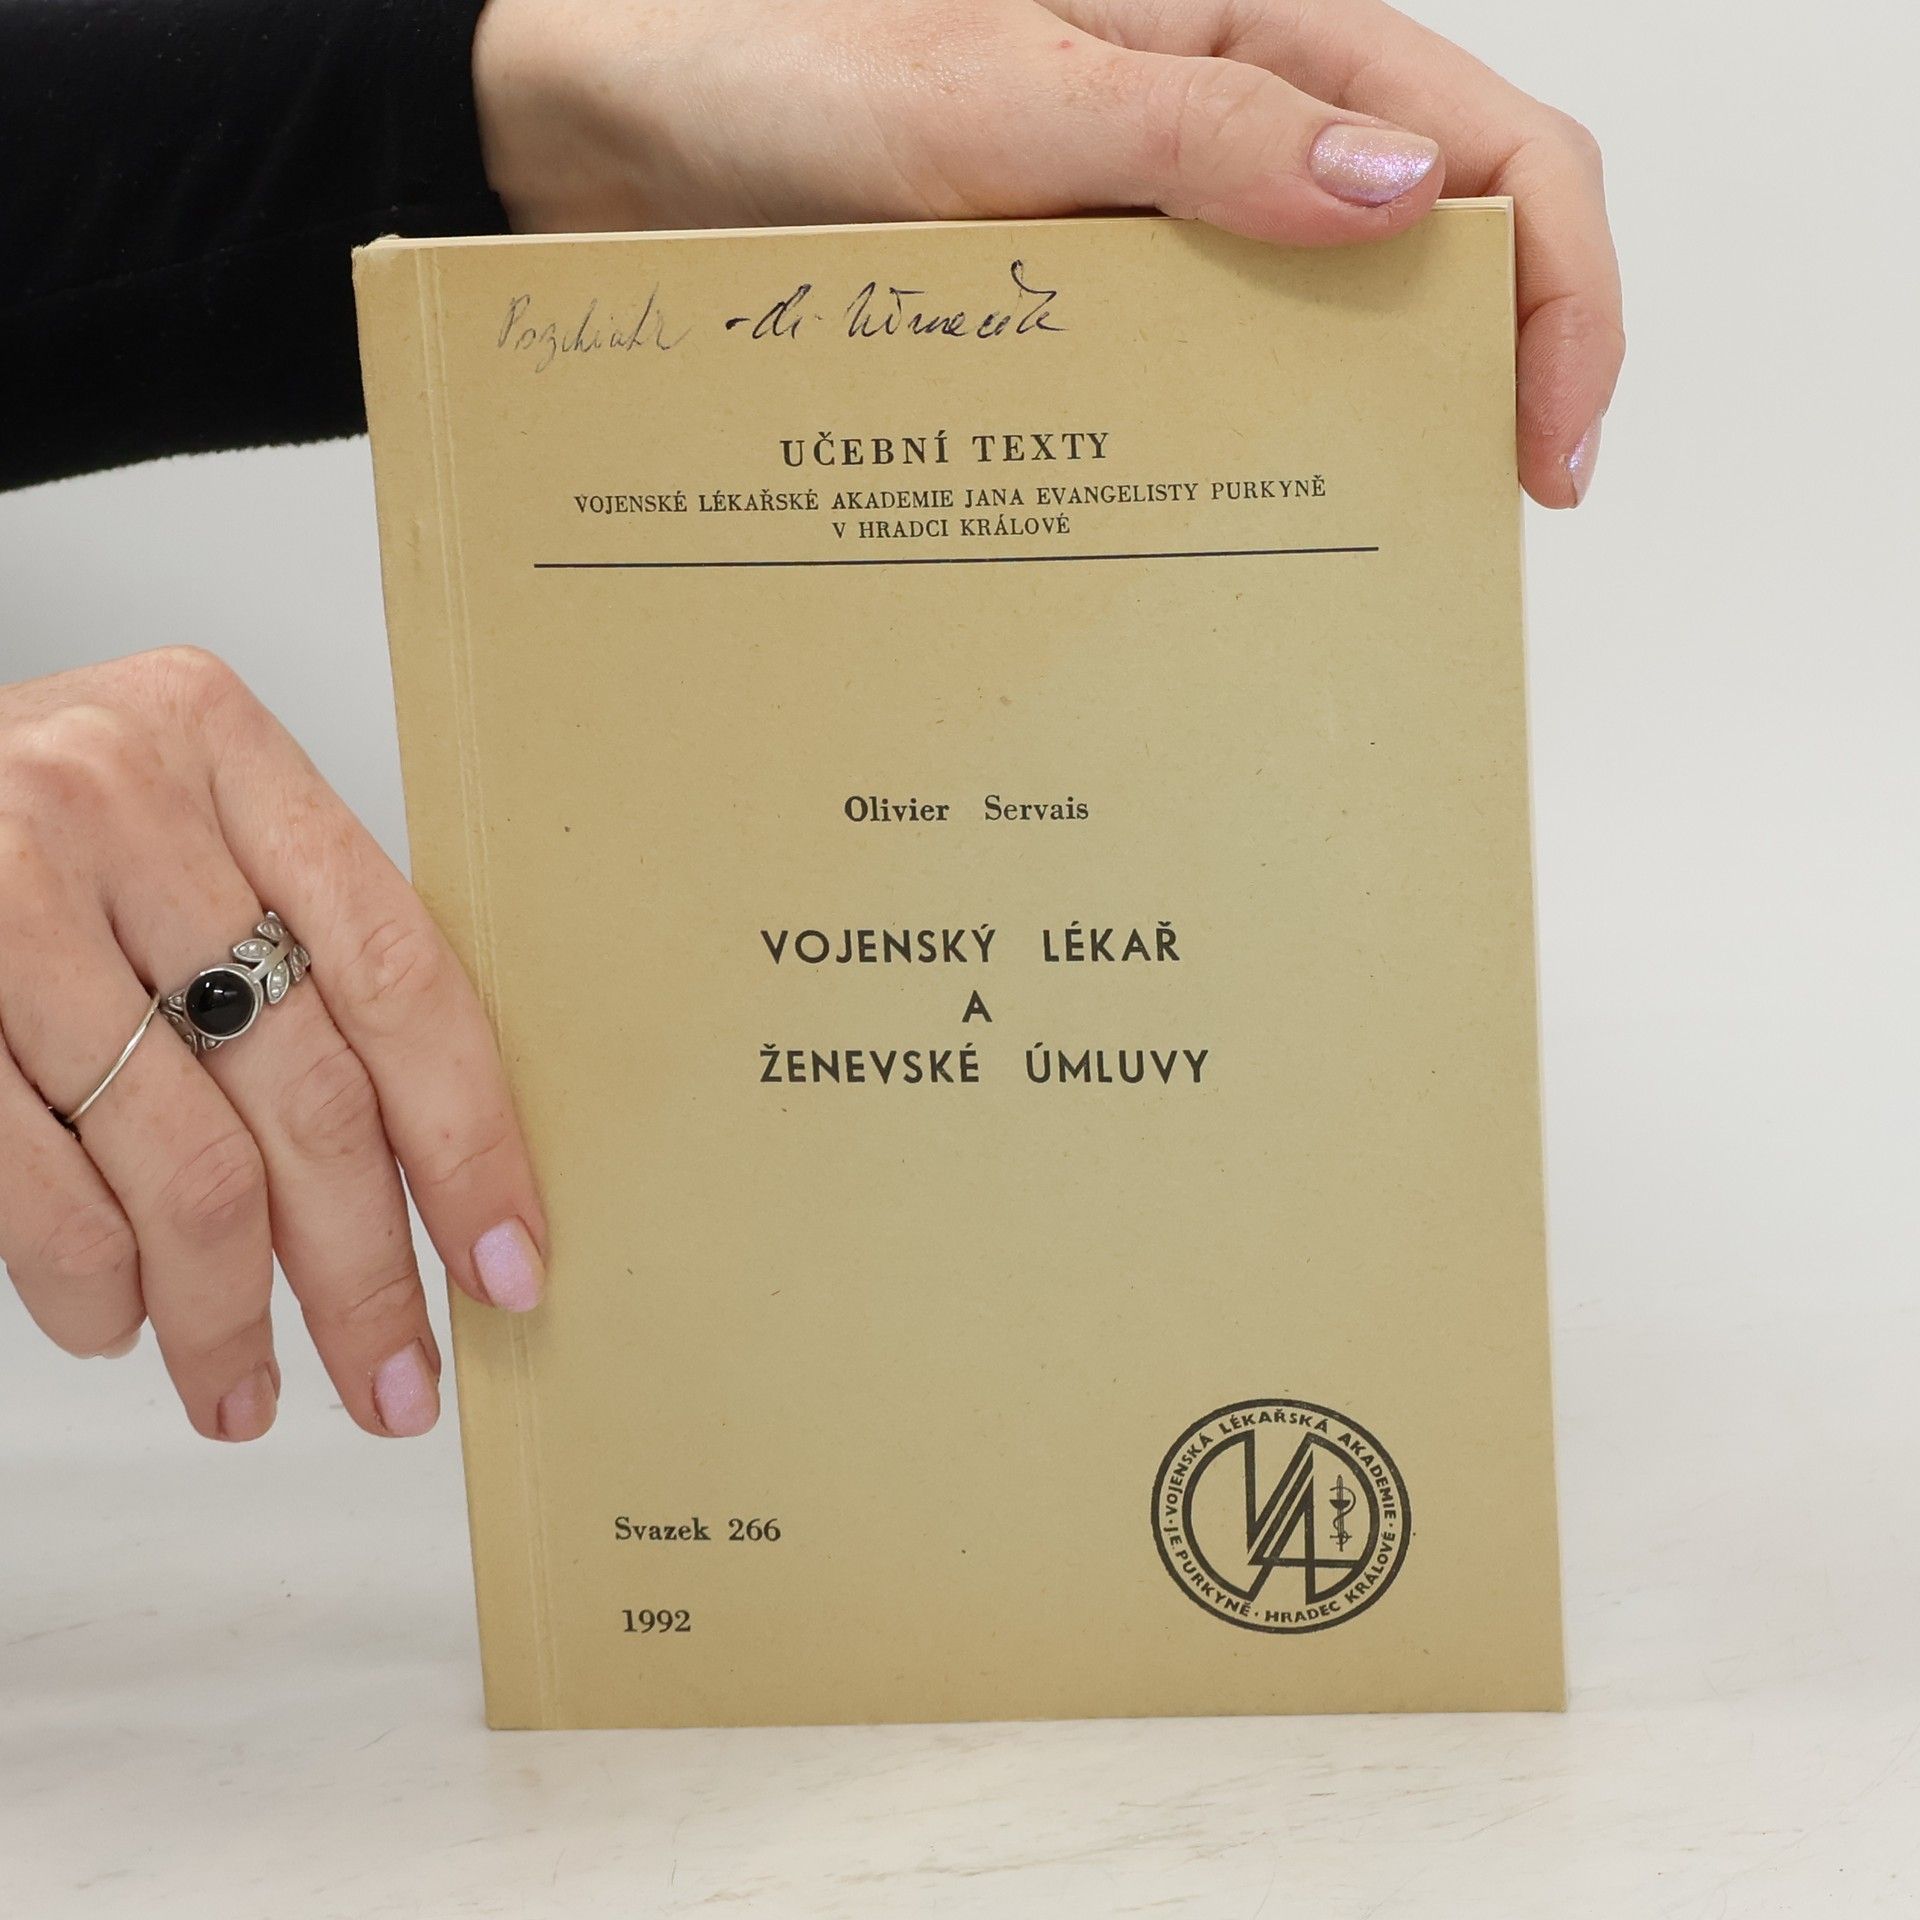 UČEBNÍ TEXTY
VOJENSKÉ LÉKAŘSKÉ AKADEMIE JANA EVANGELISTY PURKYNĚ
V HRADCI KRÁLOVÉ
Olivier Servais
VOJENSKÝ LÉKAŘ
A
ŽENEVSKÉ ÚMLUVY
Svazek 266
1992
VOJENSKÁ LÉKAŘSKÁ AKADEMIE · J.E. PURKYNĚ · HRADEC KRÁLOVÉ ·
VLA